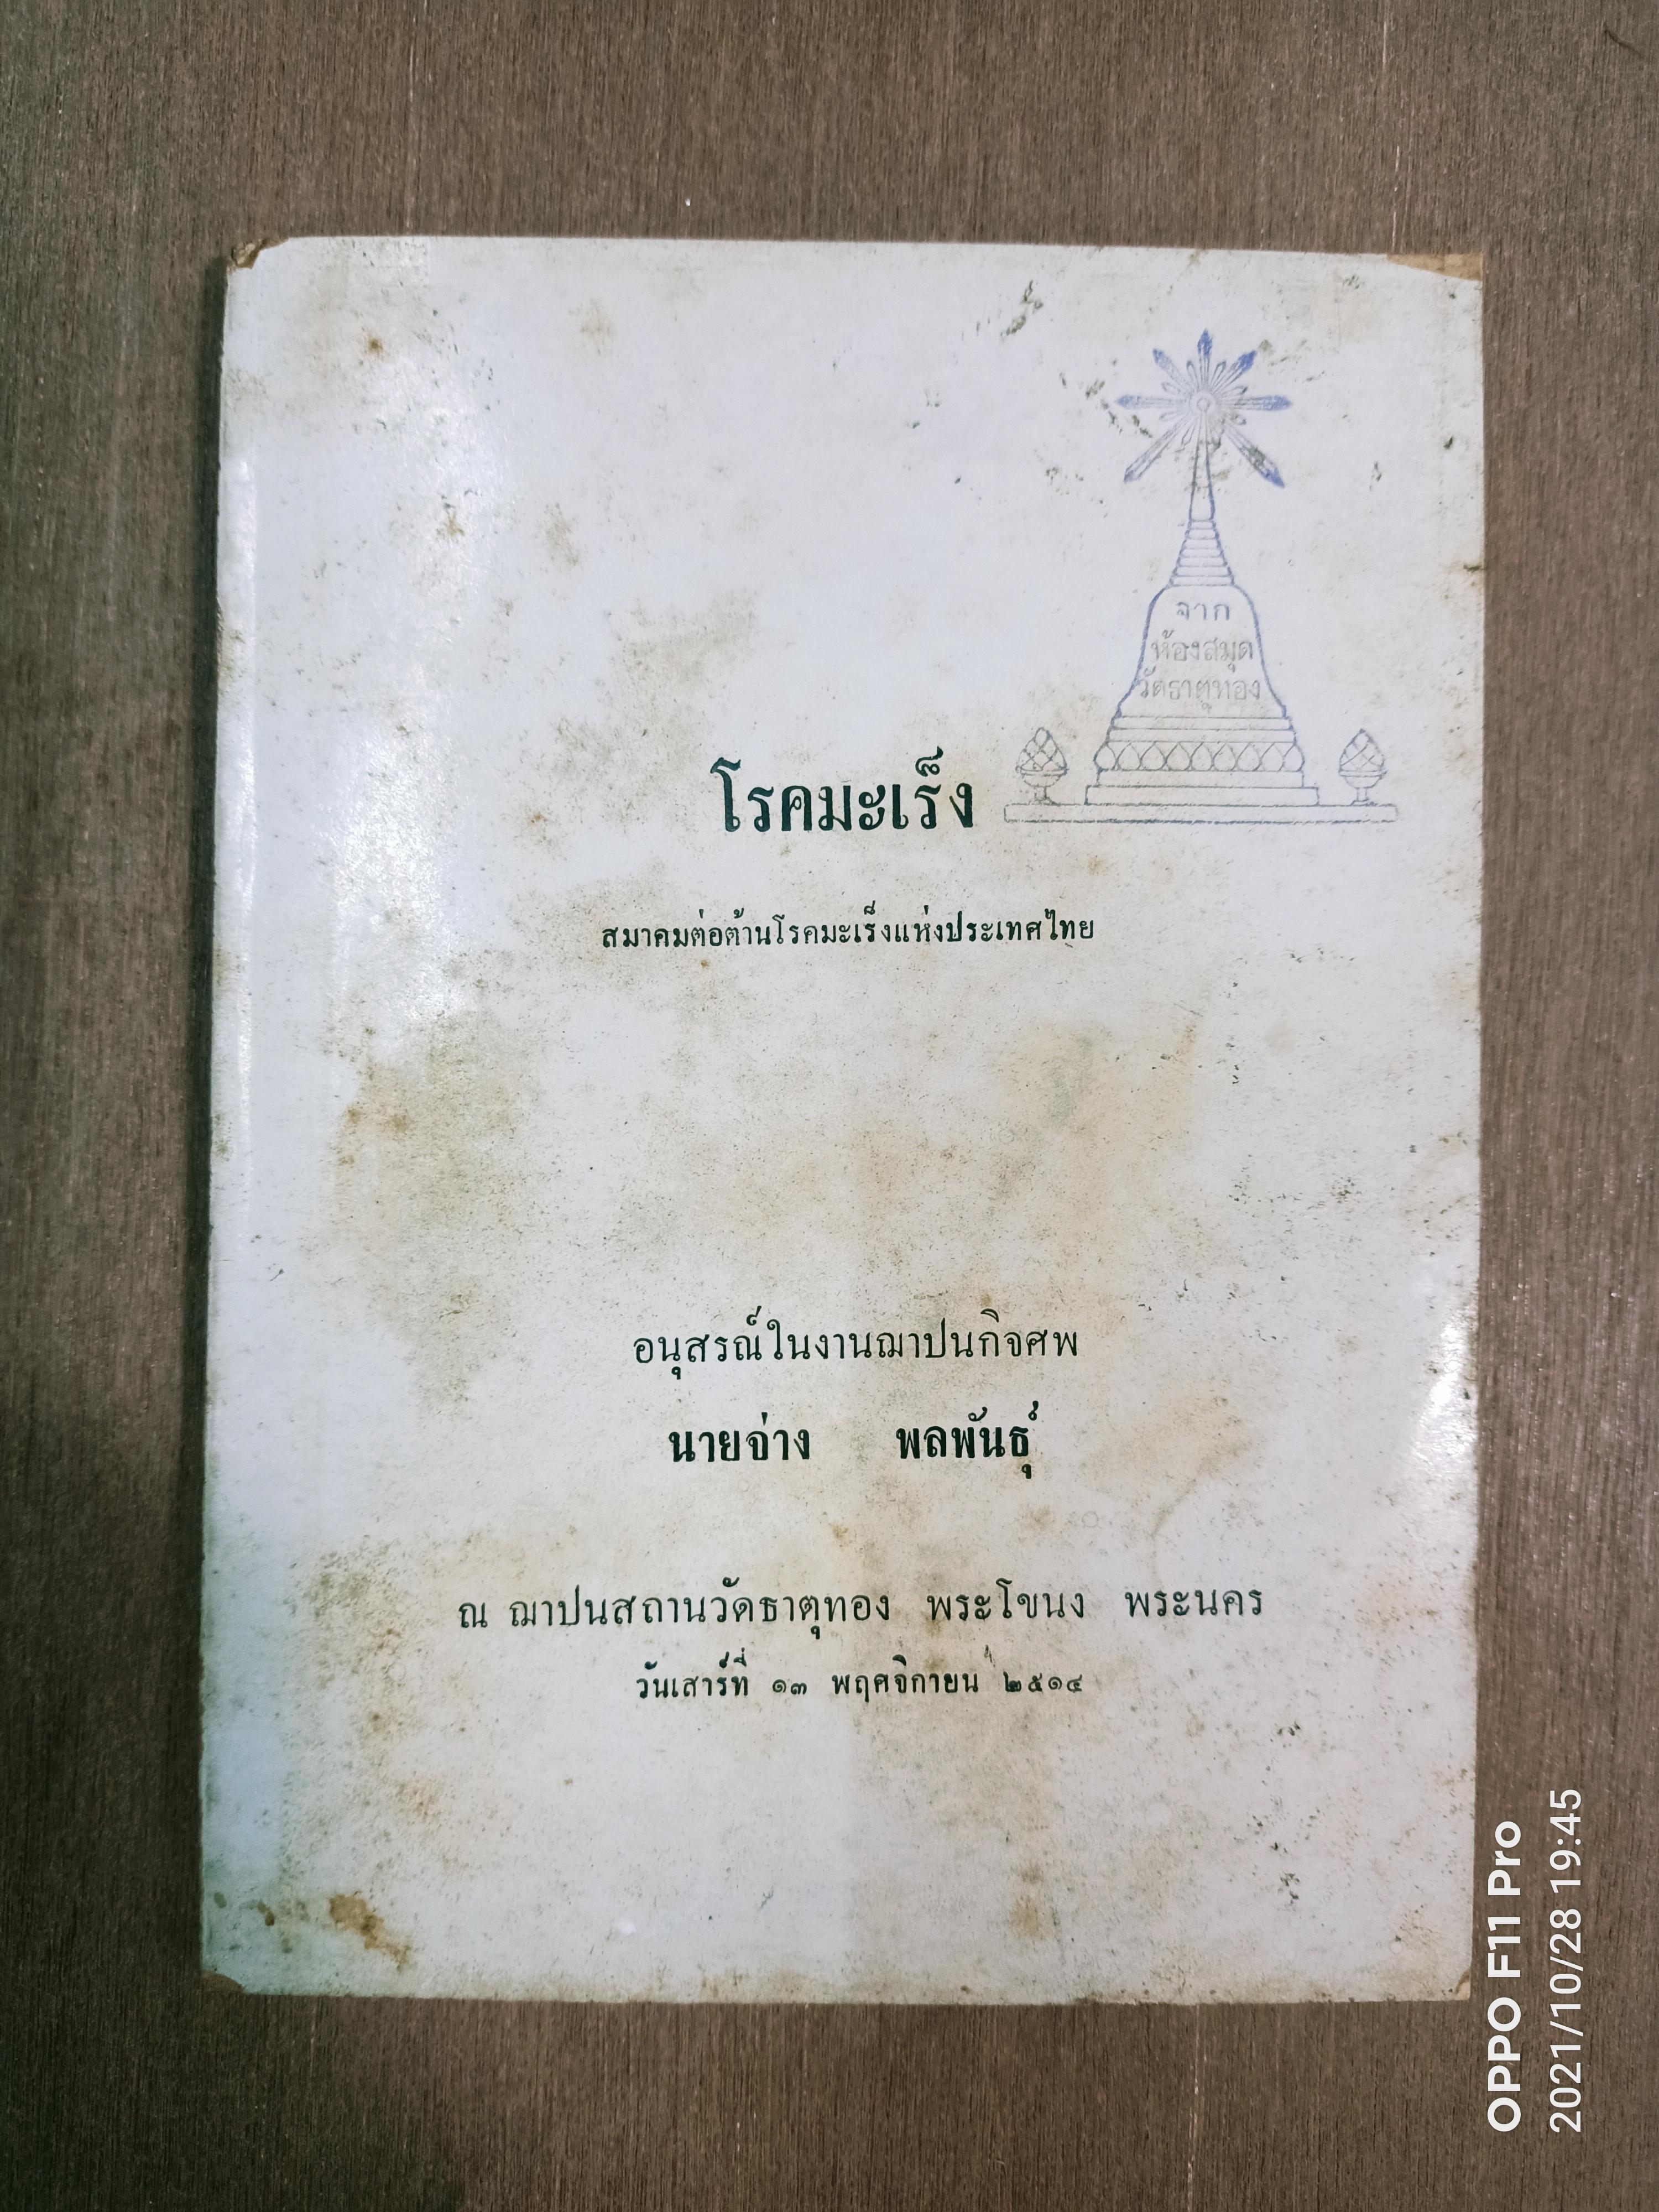 จาก
ห้องสมุด
วัดธาตุทอง
โรคมะเร็ง
สมาคมต่อต้านโรคมะเร็งแห่งประเทศไทย
อนุสรณ์ในงานฌาปนกิจศพ
นายจ่าง พลพันธุ์
ณ ฌาปนสถานวัดธาตุทอง พระโขนง พระนคร
วันเสาร์ที่ ๑๓ พฤศจิกายน ๒๕๑๔
OPPO F11 Pro
2021/10/28 19:45